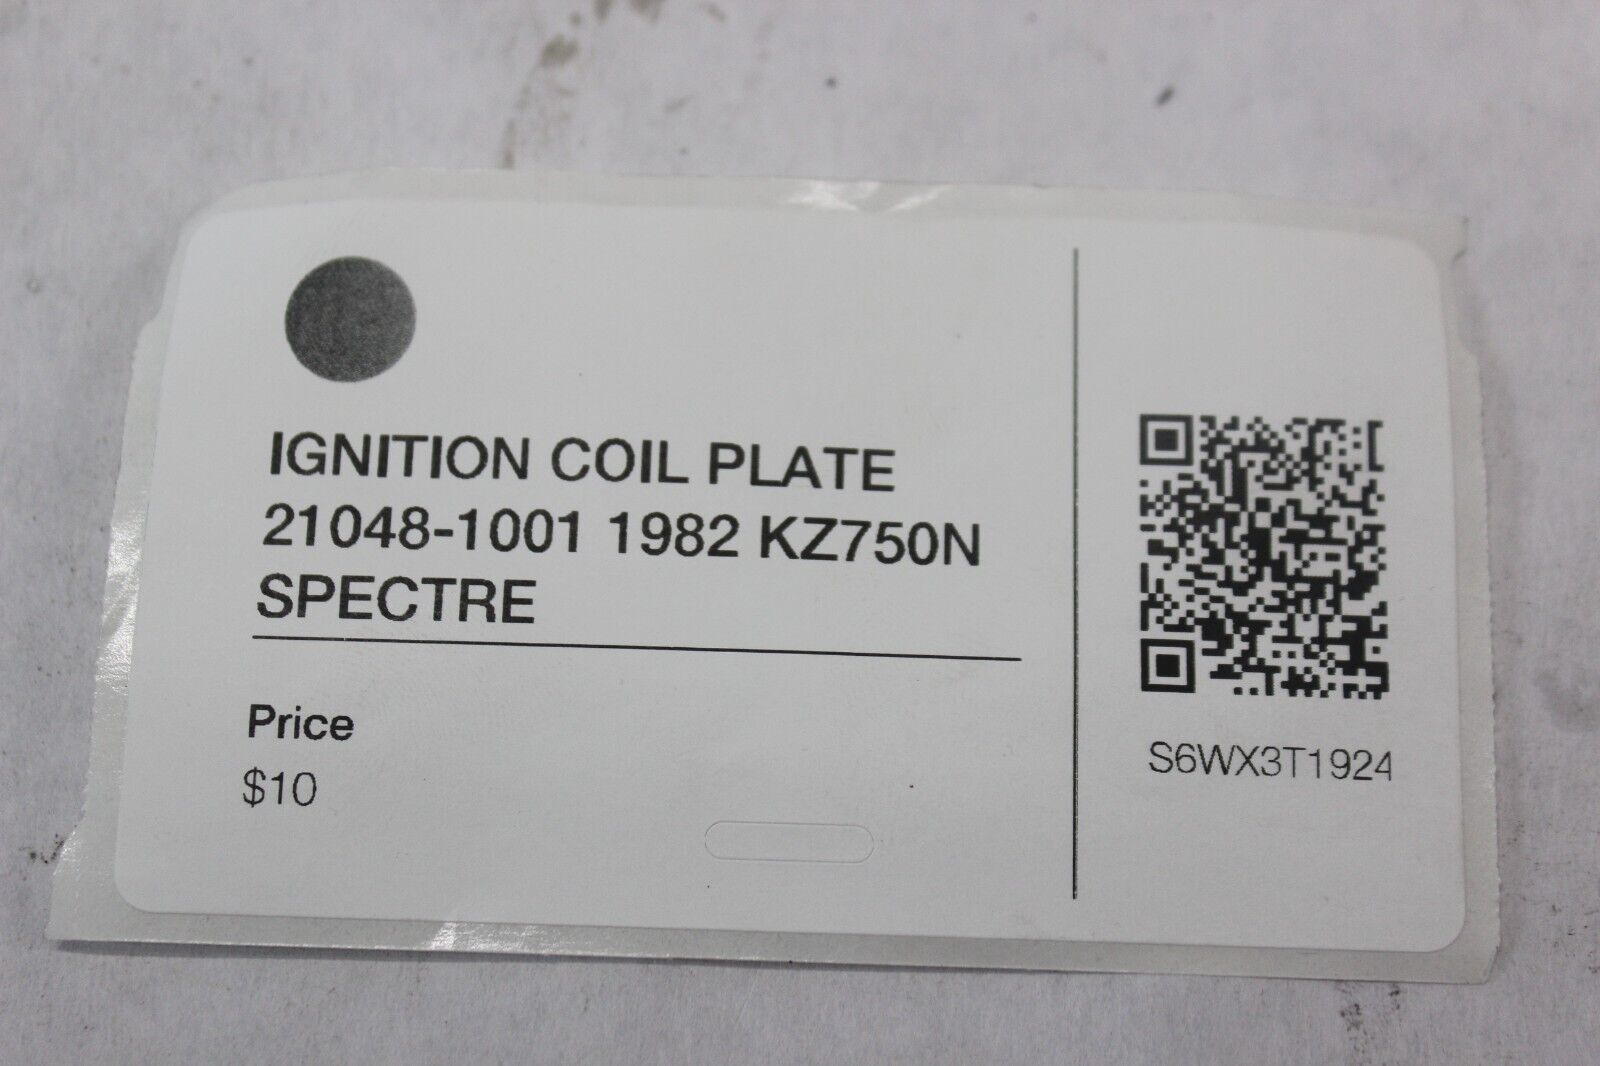 IGNITION COIL PLATE
21048-1001 1982 KZ750N
SPECTRE
Price
$10
S6WX3T1924